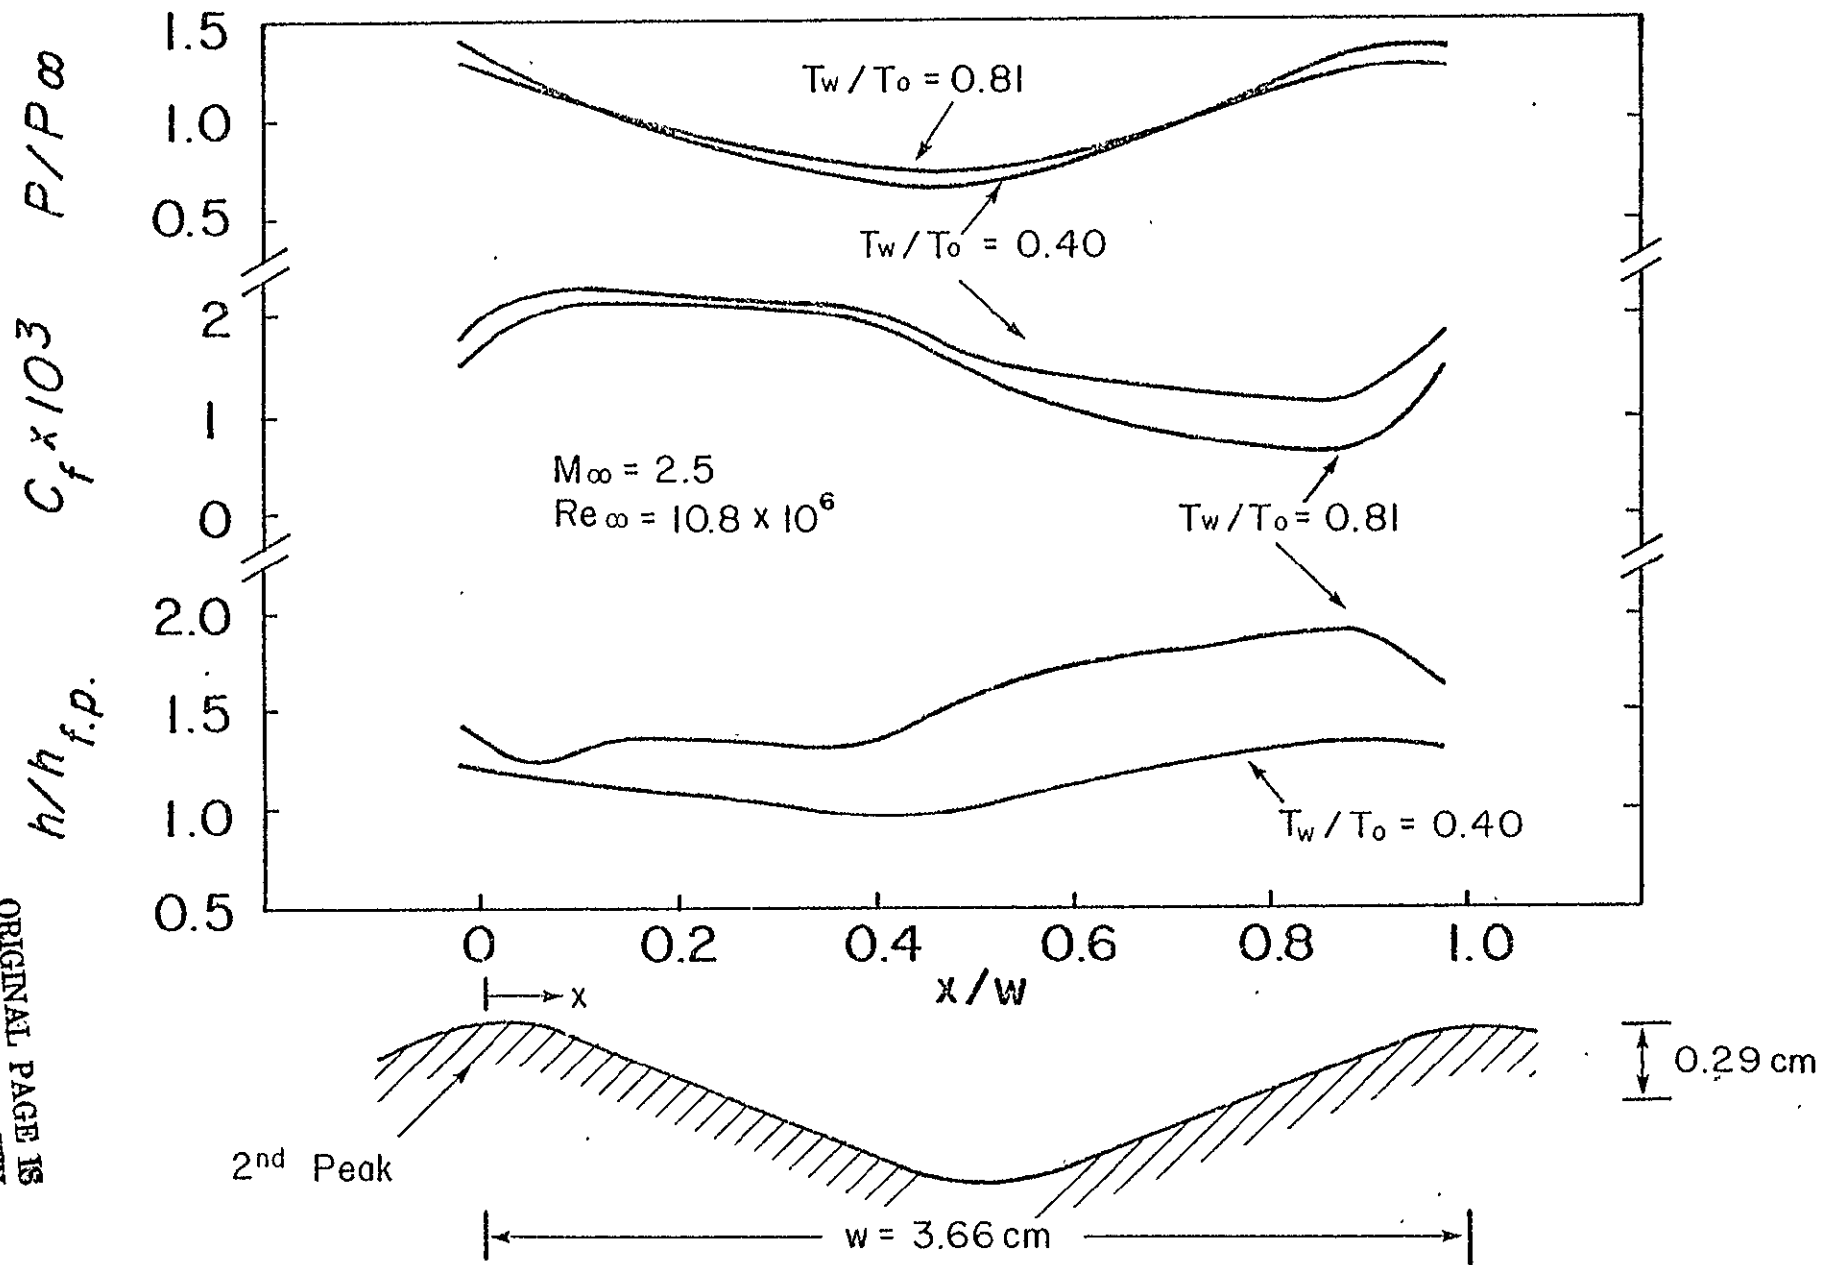 P/P∞
1.5
1.0
0.5
Tw/To = 0.81
Tw/To = 0.40
Cf x 10³
2
1
0
M∞ = 2.5
Re∞ = 10.8 x 10⁶
Tw/To = 0.81
h/hf.p.
2.0
1.5
1.0
0.5
Tw/To = 0.40
0 0.2 0.4 0.6 0.8 1.0
x/w
x
0.29 cm
2nd Peak
w = 3.66 cm
ORIGINAL PAGE IS